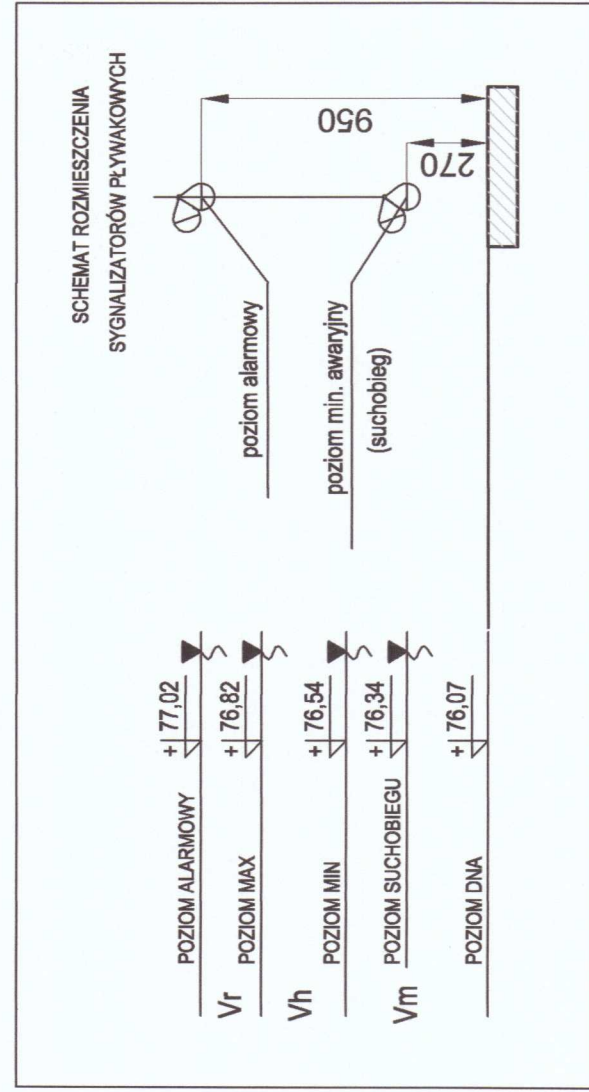 SCHEMAT ROZMIESZCZENIA
SYGNALIZATORÓW PŁYWAKOWYCH
POZIOM ALARMOWY
+ 77,02
Vr
POZIOM MAX
+ 76,82
Vh
POZIOM MIN
+ 76,54
POZIOM SUCHOBIEGU
+ 76,34
Vm
POZIOM DNA
+ 76,07
poziom alarmowy
poziom min. awaryjny
(suchobieg)
950
270